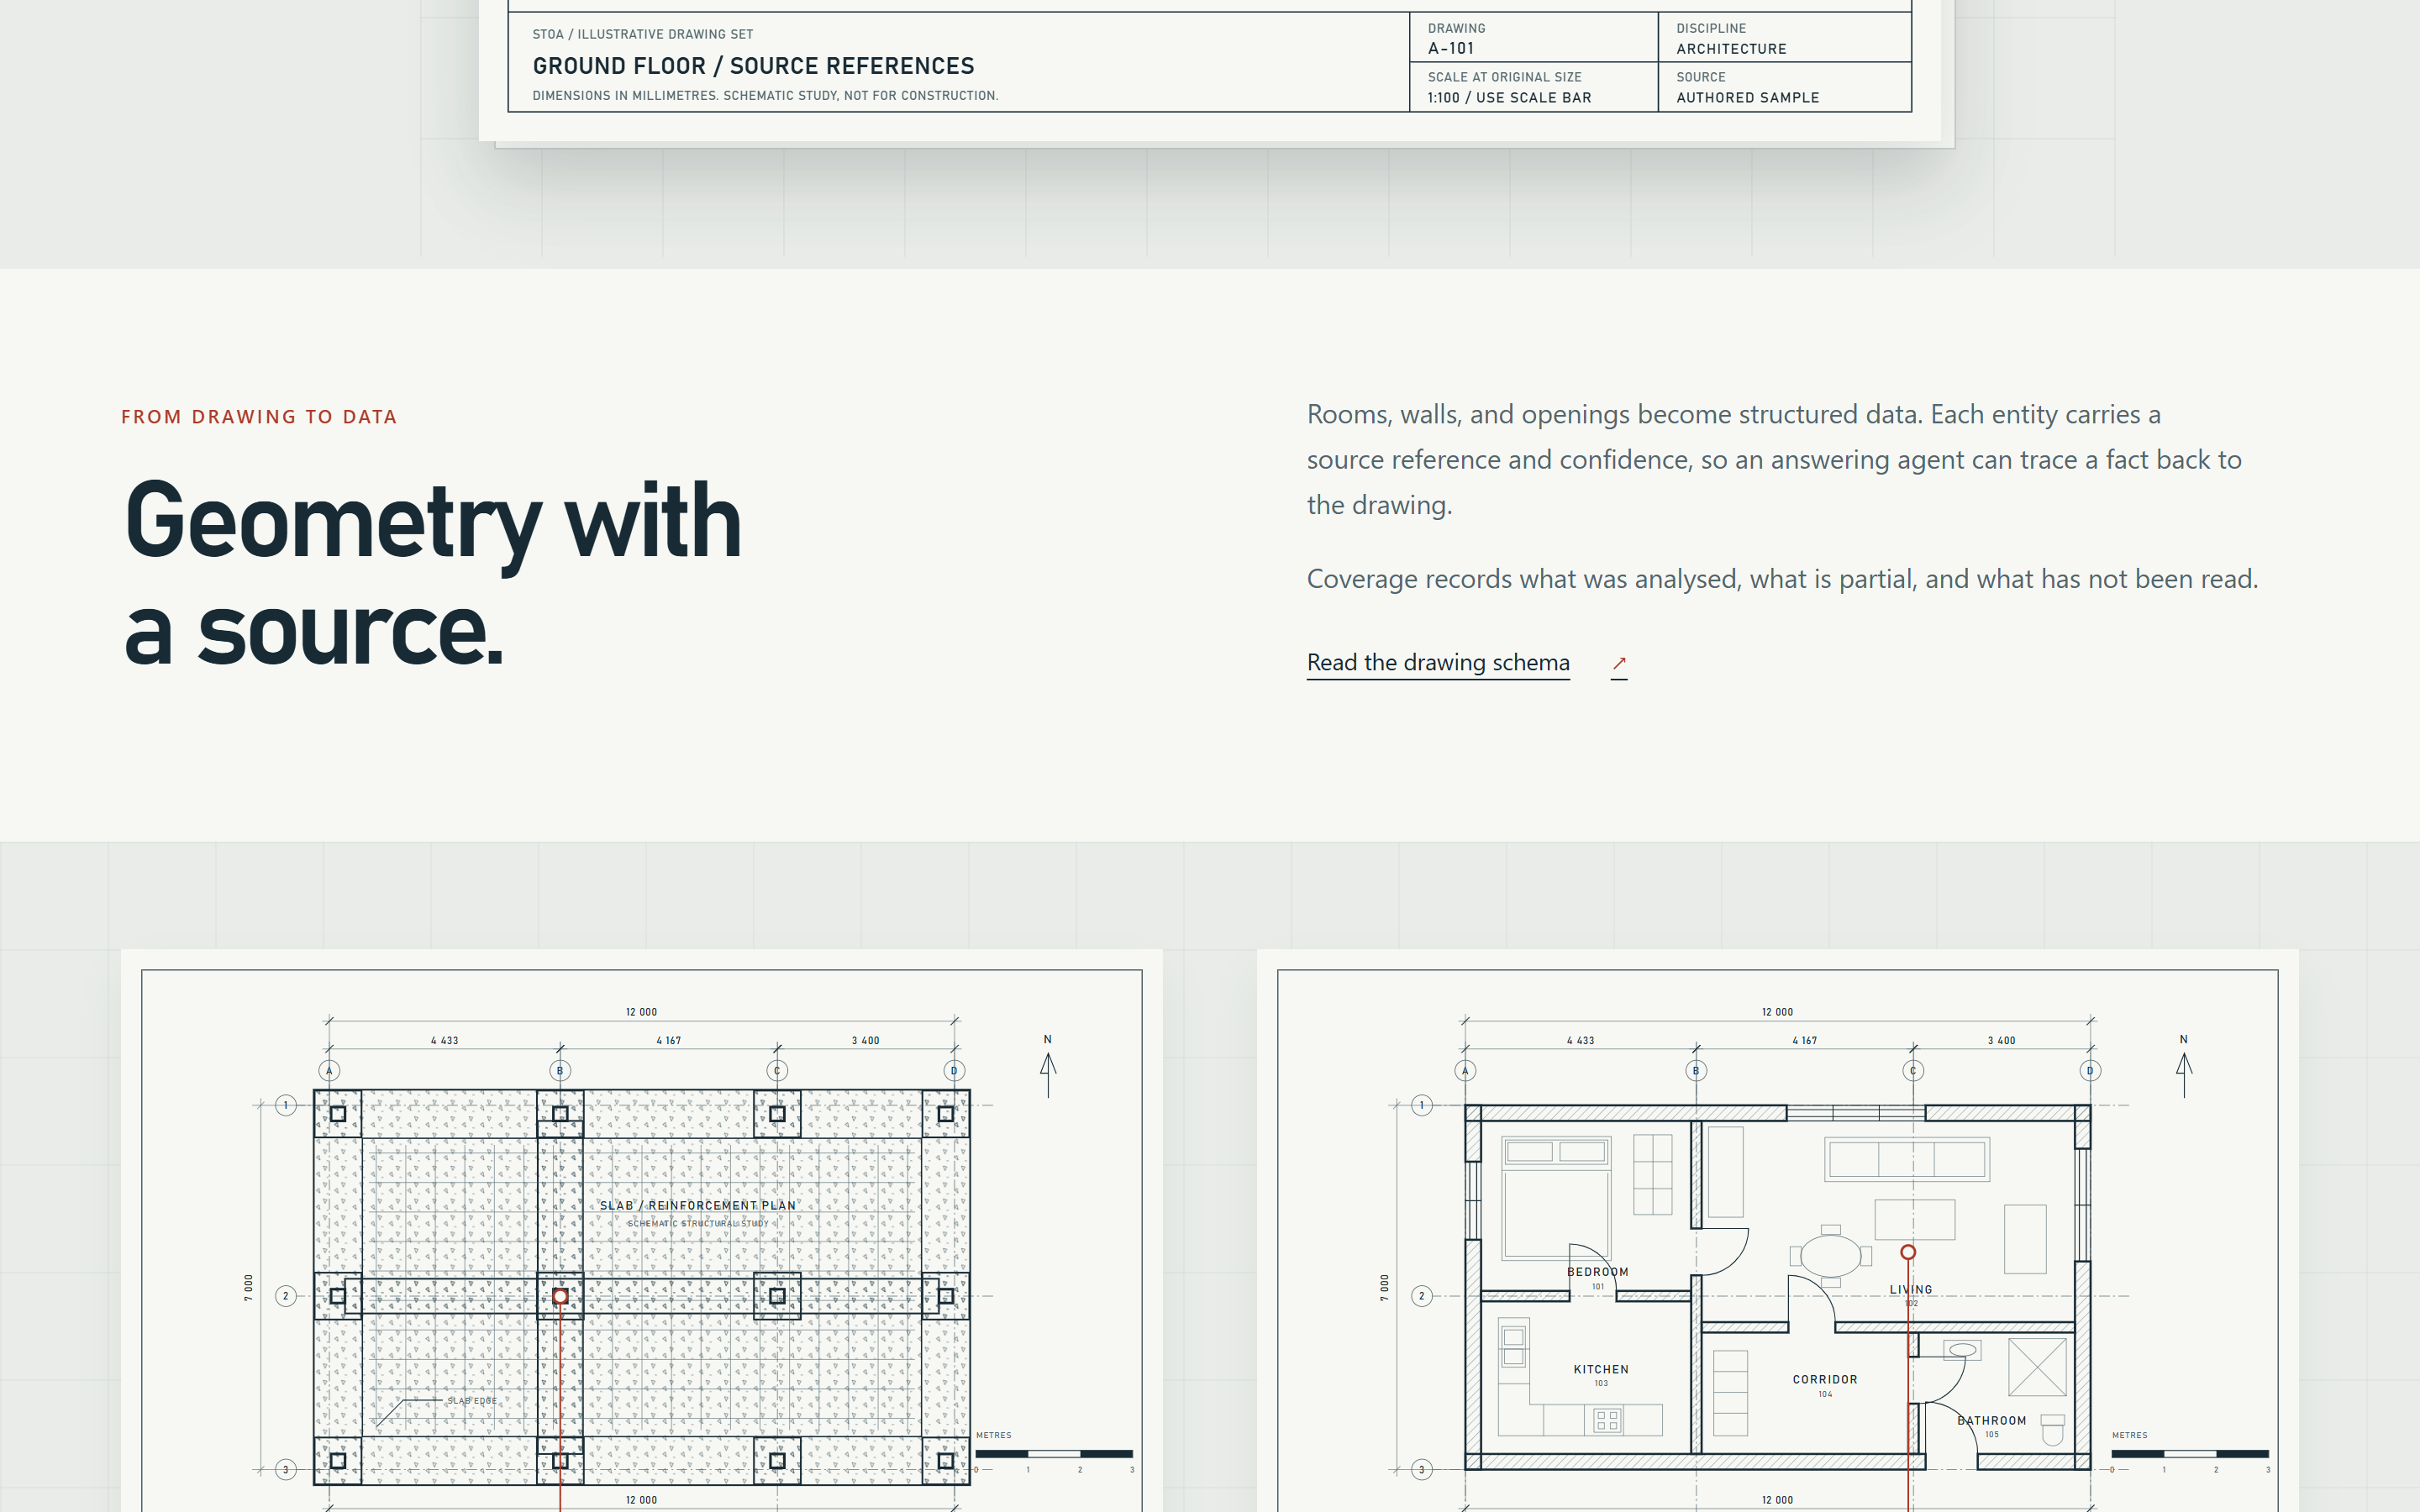 STOA / ILLUSTRATIVE DRAWING SET
GROUND FLOOR / SOURCE REFERENCES
DIMENSIONS IN MILLIMETRES. SCHEMATIC STUDY, NOT FOR CONSTRUCTION.
DRAWING
A-101
DISCIPLINE
ARCHITECTURE
SCALE AT ORIGINAL SIZE
1:100 / USE SCALE BAR
SOURCE
AUTHORED SAMPLE
FROM DRAWING TO DATA
Geometry with
a source.
Rooms, walls, and openings become structured data. Each entity carries a
source reference and confidence, so an answering agent can trace a fact back to
the drawing.
Coverage records what was analysed, what is partial, and what has not been read.
Read the drawing schema ↗
12 000
4 433 4 167 3 400
N
A B C D
1
SLAB / REINFORCEMENT PLAN
SCHEMATIC STRUCTURAL STUDY
7 000
2
SLAB EDGE
METRES
3
0 1 2 3
12 000
12 000
4 433 4 167 3 400
N
A B C D
1
BEDROOM
101
7 000
2
LIVING
102
KITCHEN
103
CORRIDOR
104
BATHROOM
105
METRES
3
0 1 2 3
12 000